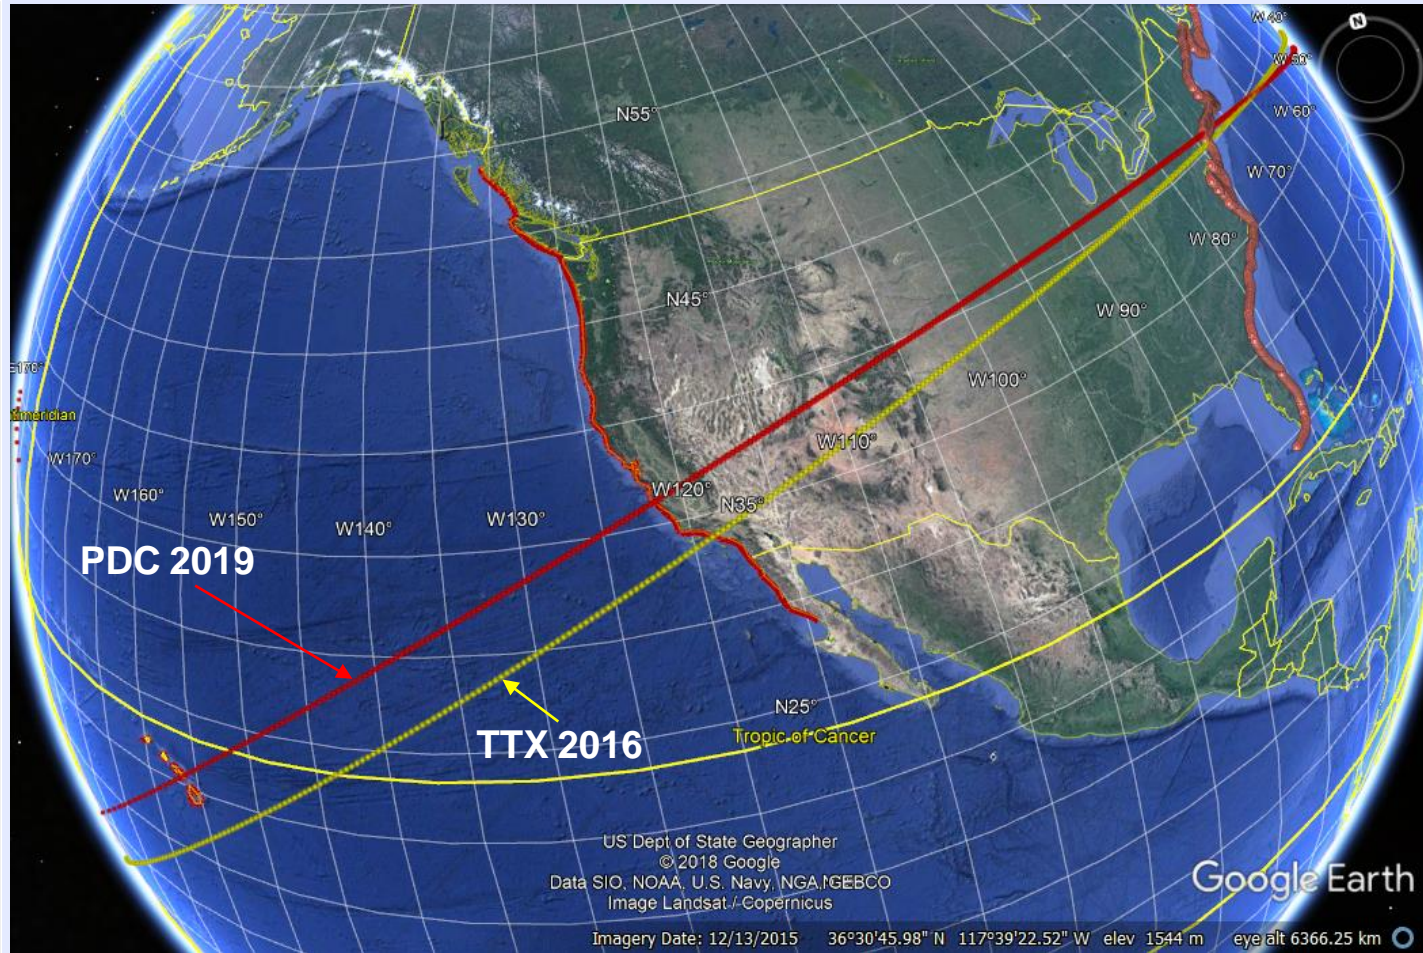 W 40°
N
W 50°
W 60°
N55°
W 70°
W 80°
N45°
W 90°
W100°
E178°
timeridian
W170°
W110°
W160°
W120°
N35°
W150°
W140°
W130°
PDC 2019
N25°
Tropic of Cancer
TTX 2016
US Dept of State Geographer
© 2018 Google
Data SIO, NOAA, U.S. Navy, NGA, GEBCO
Image Landsat / Copernicus
Google Earth
Imagery Date: 12/13/2015 36°30'45.98" N 117°39'22.52" W elev 1544 m eye alt 6366.25 km